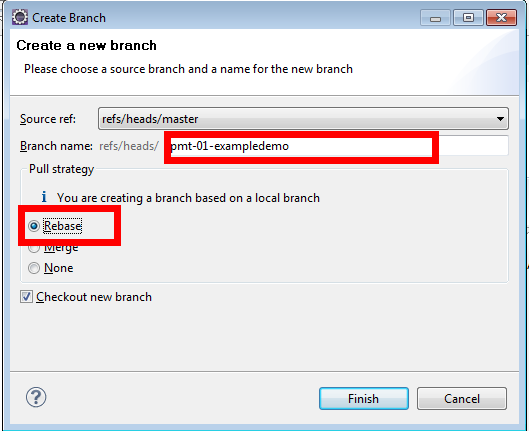 Create Branch
Create a new branch
Please choose a source branch and a name for the new branch
Source ref: refs/heads/master
Branch name: refs/heads/ pmt-01-exampledemo
Pull strategy
i You are creating a branch based on a local branch
Rebase
Merge
None
Checkout new branch
? Finish Cancel